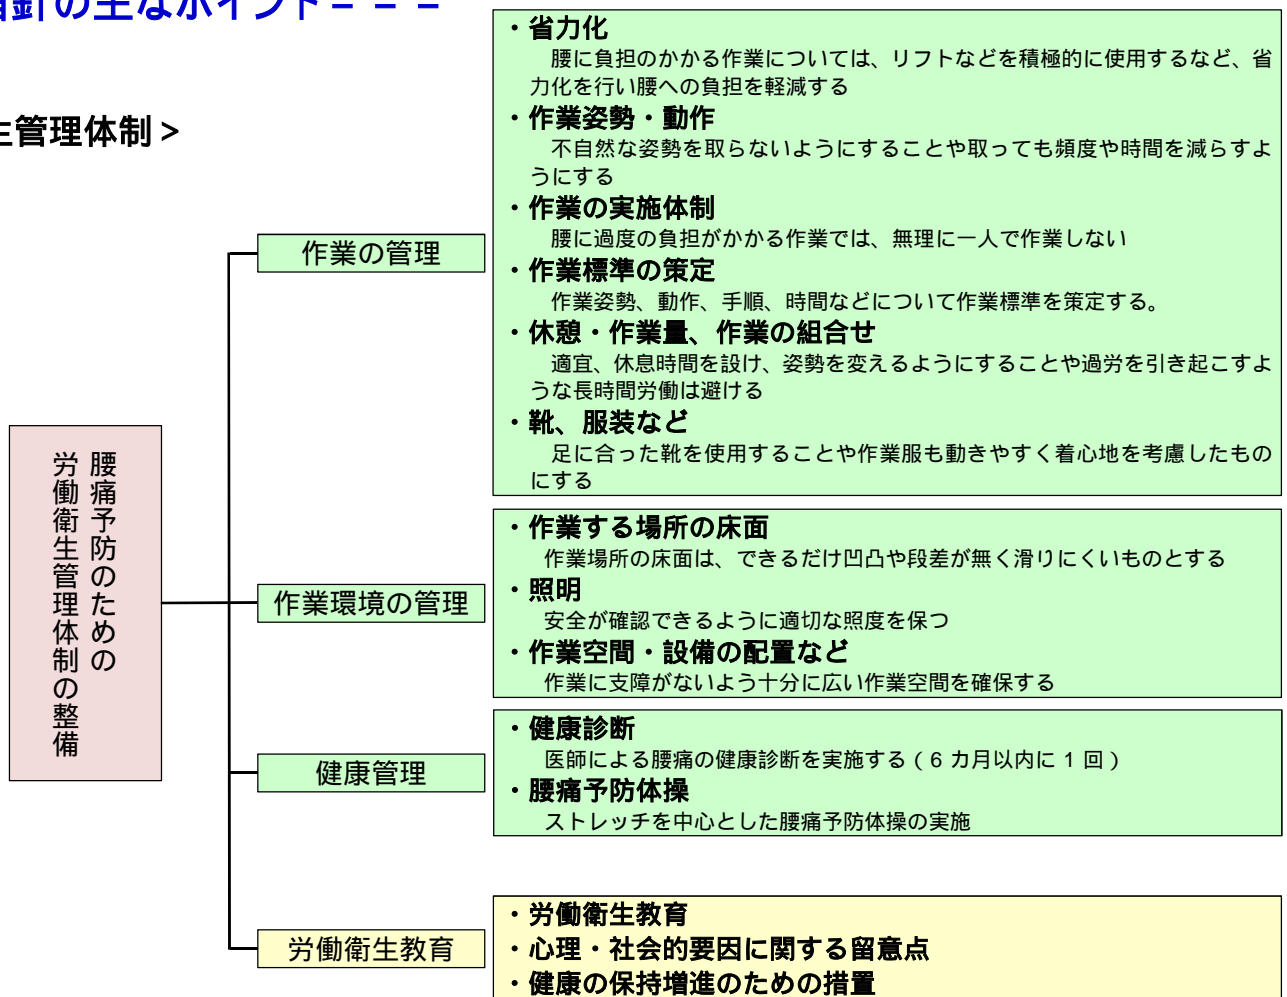 指針の主なポイント－－－
生管理体制＞
腰痛予防のための
労働衛生管理体制の整備
作業の管理
・省力化
腰に負担のかかる作業については、リフトなどを積極的に使用するなど、省
力化を行い腰への負担を軽減する
・作業姿勢・動作
不自然な姿勢を取らないようにすることや取っても頻度や時間を減らすよ
うにする
・作業の実施体制
腰に過度の負担がかかる作業では、無理に一人で作業しない
・作業標準の策定
作業姿勢、動作、手順、時間などについて作業標準を策定する。
・休憩・作業量、作業の組合せ
適宜、休息時間を設け、姿勢を変えるようにすることや過労を引き起こすよ
うな長時間労働は避ける
・靴、服装など
足に合った靴を使用することや作業服も動きやすく着心地を考慮したもの
にする
作業環境の管理
・作業する場所の床面
作業場所の床面は、できるだけ凹凸や段差が無く滑りにくいものとする
・照明
安全が確認できるように適切な照度を保つ
・作業空間・設備の配置など
作業に支障がないよう十分に広い作業空間を確保する
健康管理
・健康診断
医師による腰痛の健康診断を実施する（6カ月以内に1回）
・腰痛予防体操
ストレッチを中心とした腰痛予防体操の実施
労働衛生教育
・労働衛生教育
・心理・社会的要因に関する留意点
・健康の保持増進のための措置